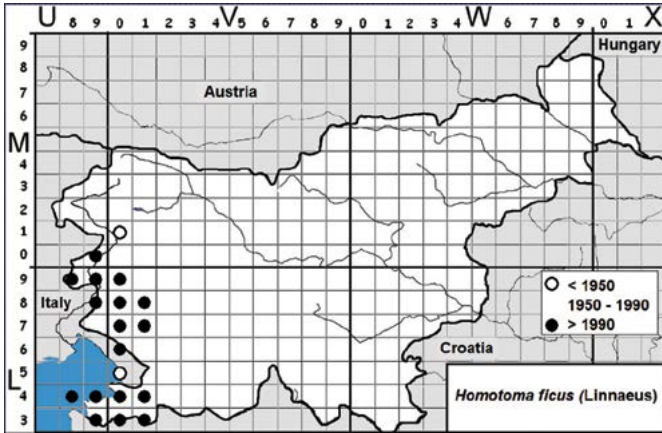 U 8 9 0 1 2 3 4 V 5 6 7 8 9 0 1 2 3 4 W 5 6 7 8 9 0 1 X
9 Hungary
8
7 Austria
6
M 5
4
3
2
1
0
9
Italy
8
7
6
L 5
4
3
< 1950
1950 - 1990
> 1990
Croatia
Homotoma ficus (Linnaeus)